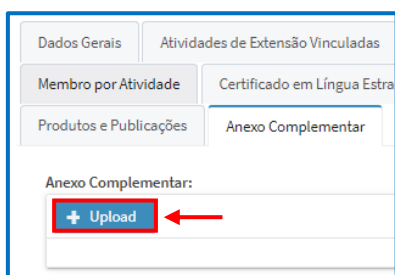 Dados Gerais Atividades de Extensão Vinculadas
Membro por Atividade Certificado em Língua Estra
Produtos e Publicações Anexo Complementar
Anexo Complementar:
+ Upload